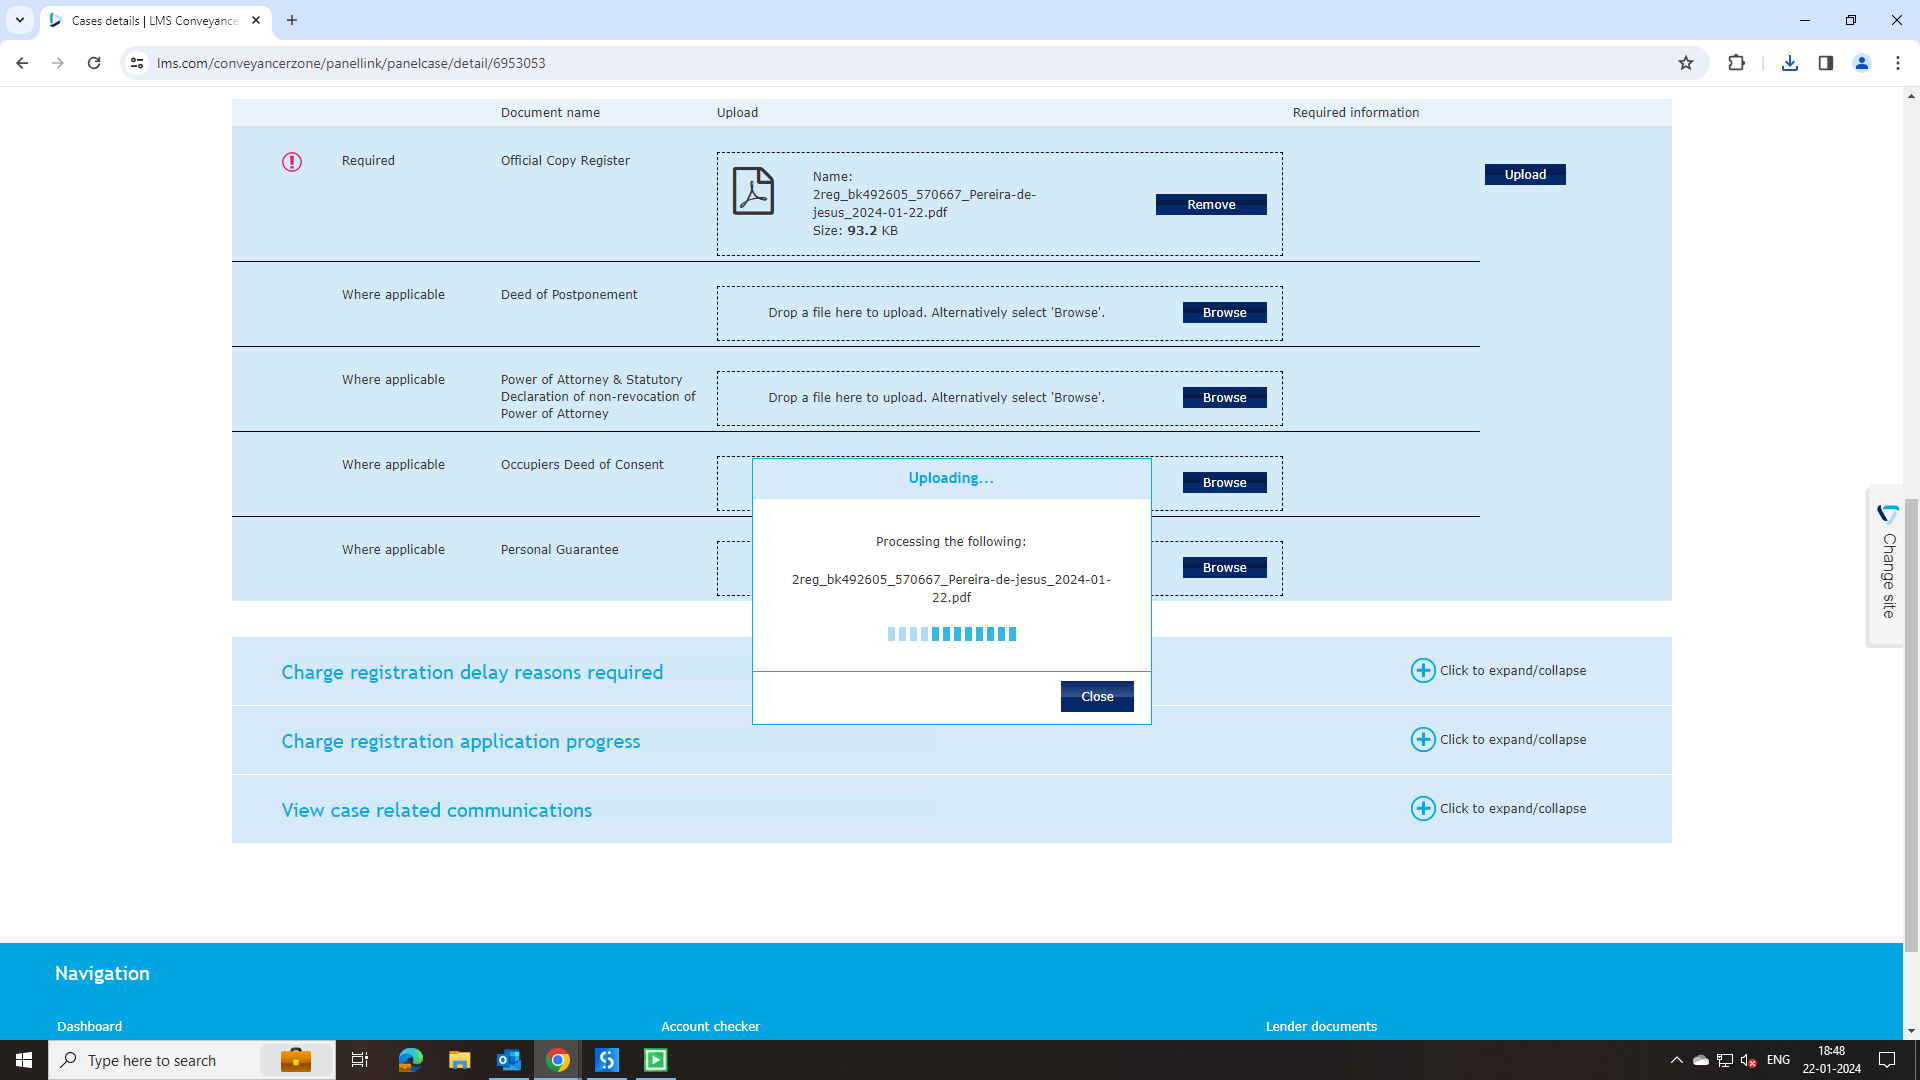 Cases details | LMS Conveyance
lms.com/conveyancerzone/panellink/panelcase/detail/6953053
Document name Upload Required information
Required Official Copy Register
Name:
2reg_bk492605_570667_Pereira-de-
jesus_2024-01-22.pdf
Size: 93.2 KB
Remove
Upload
Where applicable Deed of Postponement Drop a file here to upload. Alternatively select 'Browse'. Browse
Where applicable Power of Attorney & Statutory
Declaration of non-revocation of
Power of Attorney
Drop a file here to upload. Alternatively select 'Browse'. Browse
Where applicable Occupiers Deed of Consent Browse
Where applicable Personal Guarantee Browse
Uploading...
Processing the following:
2reg_bk492605_570667_Pereira-de-jesus_2024-01-
22.pdf
Close
Charge registration delay reasons required Click to expand/collapse
Charge registration application progress Click to expand/collapse
View case related communications Click to expand/collapse
Change site
Navigation
Dashboard Account checker Lender documents
Type here to search
ENG
18:48
22-01-2024